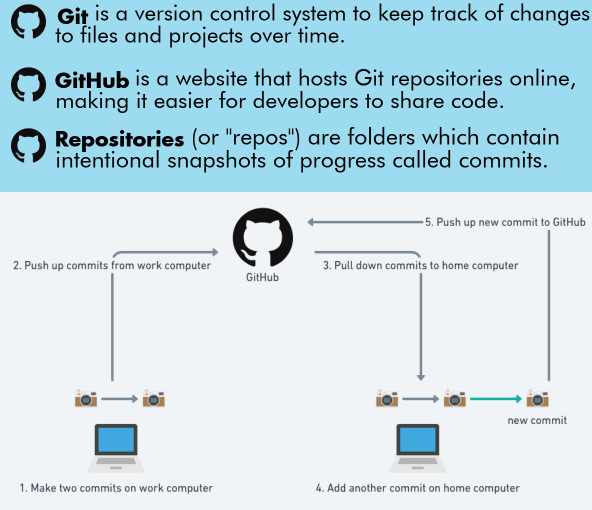 Git is a version control system to keep track of changes
to files and projects over time.
GitHub is a website that hosts Git repositories online,
making it easier for developers to share code.
Repositories (or "repos") are folders which contain
intentional snapshots of progress called commits.
5. Push up new commit to GitHub
2. Push up commits from work computer
GitHub
3. Pull down commits to home computer
new commit
1. Make two commits on work computer
4. Add another commit on home computer